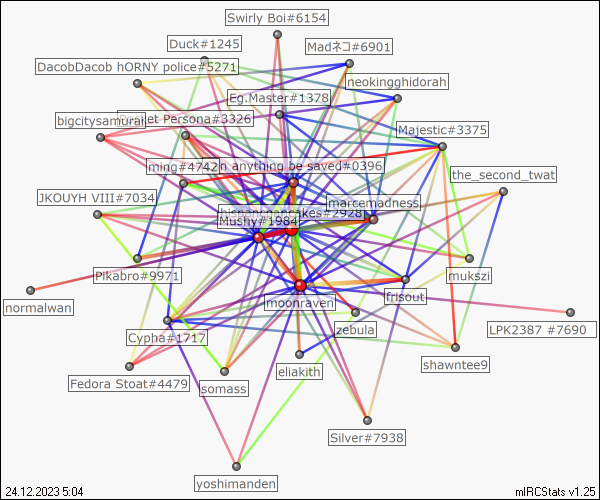 Swirly Boi#6154
Duck#1245
Madネコ#6901
DacobDacob hORNY police#5271
neokingghidorah
Eg.Master#1378
bigcitysamurai
let Persona#3326
Majestic#3375
ming#4742
anything be saved#0396
the_second_twat
JKOUYH VIII#7034
marcemadness
#2928
Mushy#1984
Pikabro#9971
mukszi
moonraven
frisout
normalwan
zebula
LPK2387 #7690
Cypha#1717
shawntee9
eliakith
Fedora Stoat#4479
somass
Silver#7938
yoshimanden
24.12.2023 5:04
mIRCStats v1.25